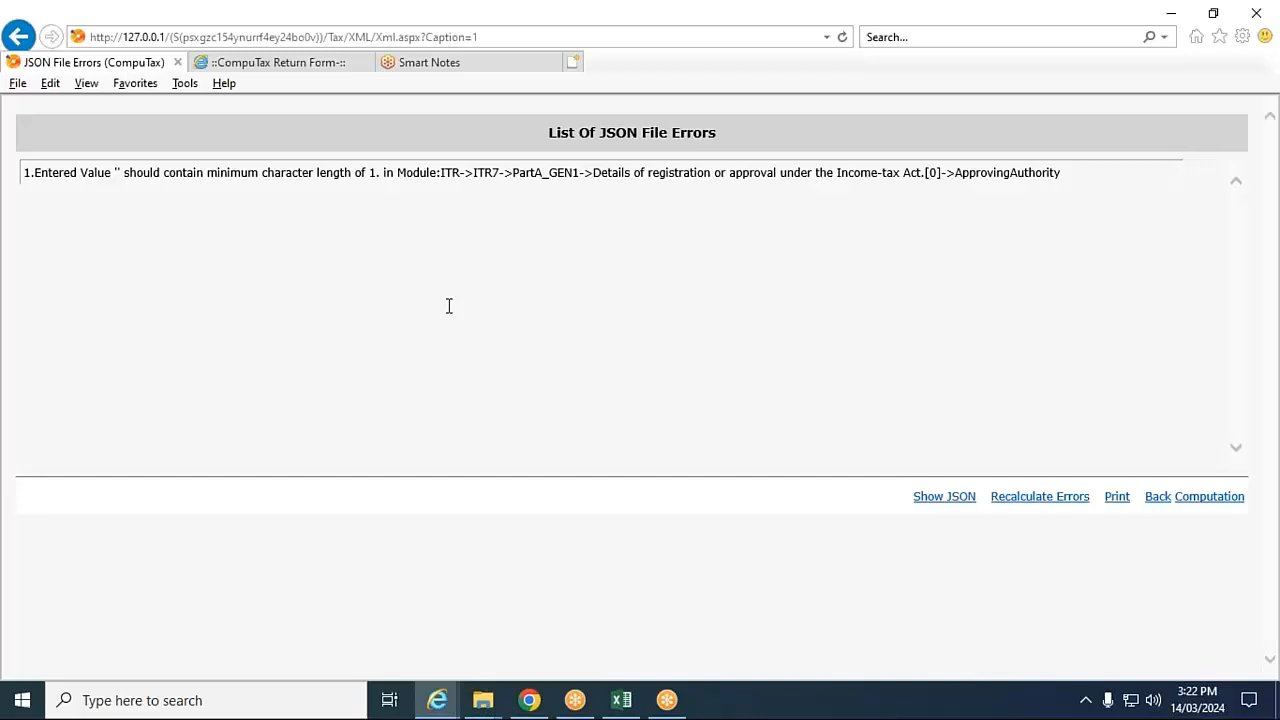 http://127.0.0.1/(S(psxgzc154ynurrf4ey24bo0v))/Tax/XML/Xml.aspx?Caption=1
Search...
JSON File Errors (CompuTax)
::CompuTax Return Form-::
Smart Notes
File Edit View Favorites Tools Help
List Of JSON File Errors
1.Entered Value '' should contain minimum character length of 1. in Module:ITR->ITR7->PartA_GEN1->Details of registration or approval under the Income-tax Act.[0]->ApprovingAuthority
Show JSON Recalculate Errors Print Back Computation
Type here to search
3:22 PM
14/03/2024